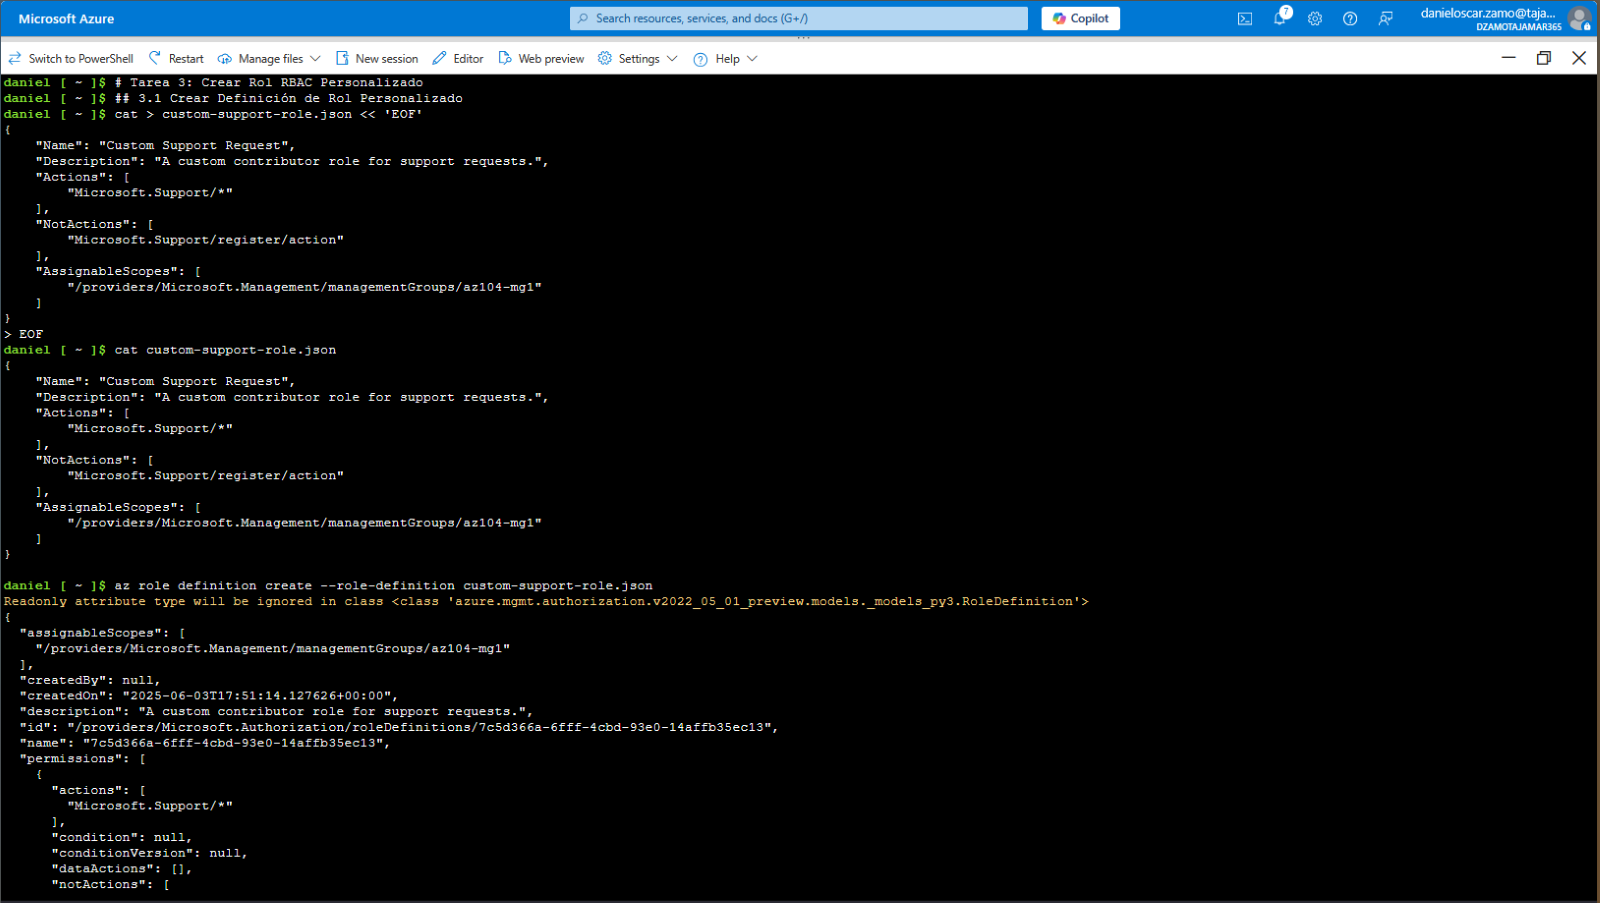 Microsoft Azure
Search resources, services, and docs (G+/)
Copilot
7
danieloscar.zamo@taja...
DZAMOTAJAMAR365
Switch to PowerShell Restart Manage files New session Editor Web preview Settings Help
daniel [ ~ ]$ # Tarea 3: Crear Rol RBAC Personalizado
daniel [ ~ ]$ ## 3.1 Crear Definición de Rol Personalizado
daniel [ ~ ]$ cat > custom-support-role.json << 'EOF'
{
    "Name": "Custom Support Request",
    "Description": "A custom contributor role for support requests.",
    "Actions": [
        "Microsoft.Support/*"
    ],
    "NotActions": [
        "Microsoft.Support/register/action"
    ],
    "AssignableScopes": [
        "/providers/Microsoft.Management/managementGroups/az104-mg1"
    ]
}
> EOF
daniel [ ~ ]$ cat custom-support-role.json
{
    "Name": "Custom Support Request",
    "Description": "A custom contributor role for support requests.",
    "Actions": [
        "Microsoft.Support/*"
    ],
    "NotActions": [
        "Microsoft.Support/register/action"
    ],
    "AssignableScopes": [
        "/providers/Microsoft.Management/managementGroups/az104-mg1"
    ]
}
daniel [ ~ ]$ az role definition create --role-definition custom-support-role.json
Readonly attribute type will be ignored in class <class 'azure.mgmt.authorization.v2022_05_01_preview.models._models_py3.RoleDefinition'>
{
  "assignableScopes": [
    "/providers/Microsoft.Management/managementGroups/az104-mg1"
  ],
  "createdBy": null,
  "createdOn": "2025-06-03T17:51:14.127626+00:00",
  "description": "A custom contributor role for support requests.",
  "id": "/providers/Microsoft.Authorization/roleDefinitions/7c5d366a-6fff-4cbd-93e0-14affb35ec13",
  "name": "7c5d366a-6fff-4cbd-93e0-14affb35ec13",
  "permissions": [
    {
      "actions": [
        "Microsoft.Support/*"
      ],
      "condition": null,
      "conditionVersion": null,
      "dataActions": [],
      "notActions": [